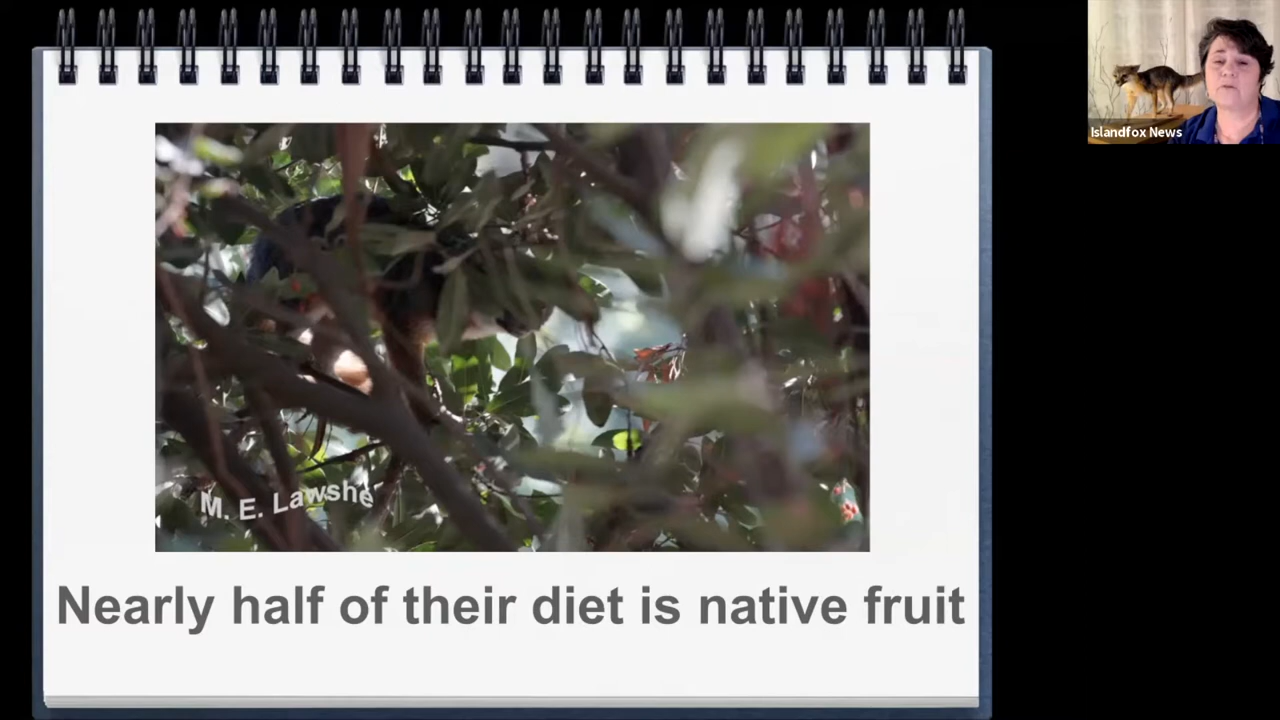 Islandfox News
M. E. Lawshe
Nearly half of their diet is native fruit